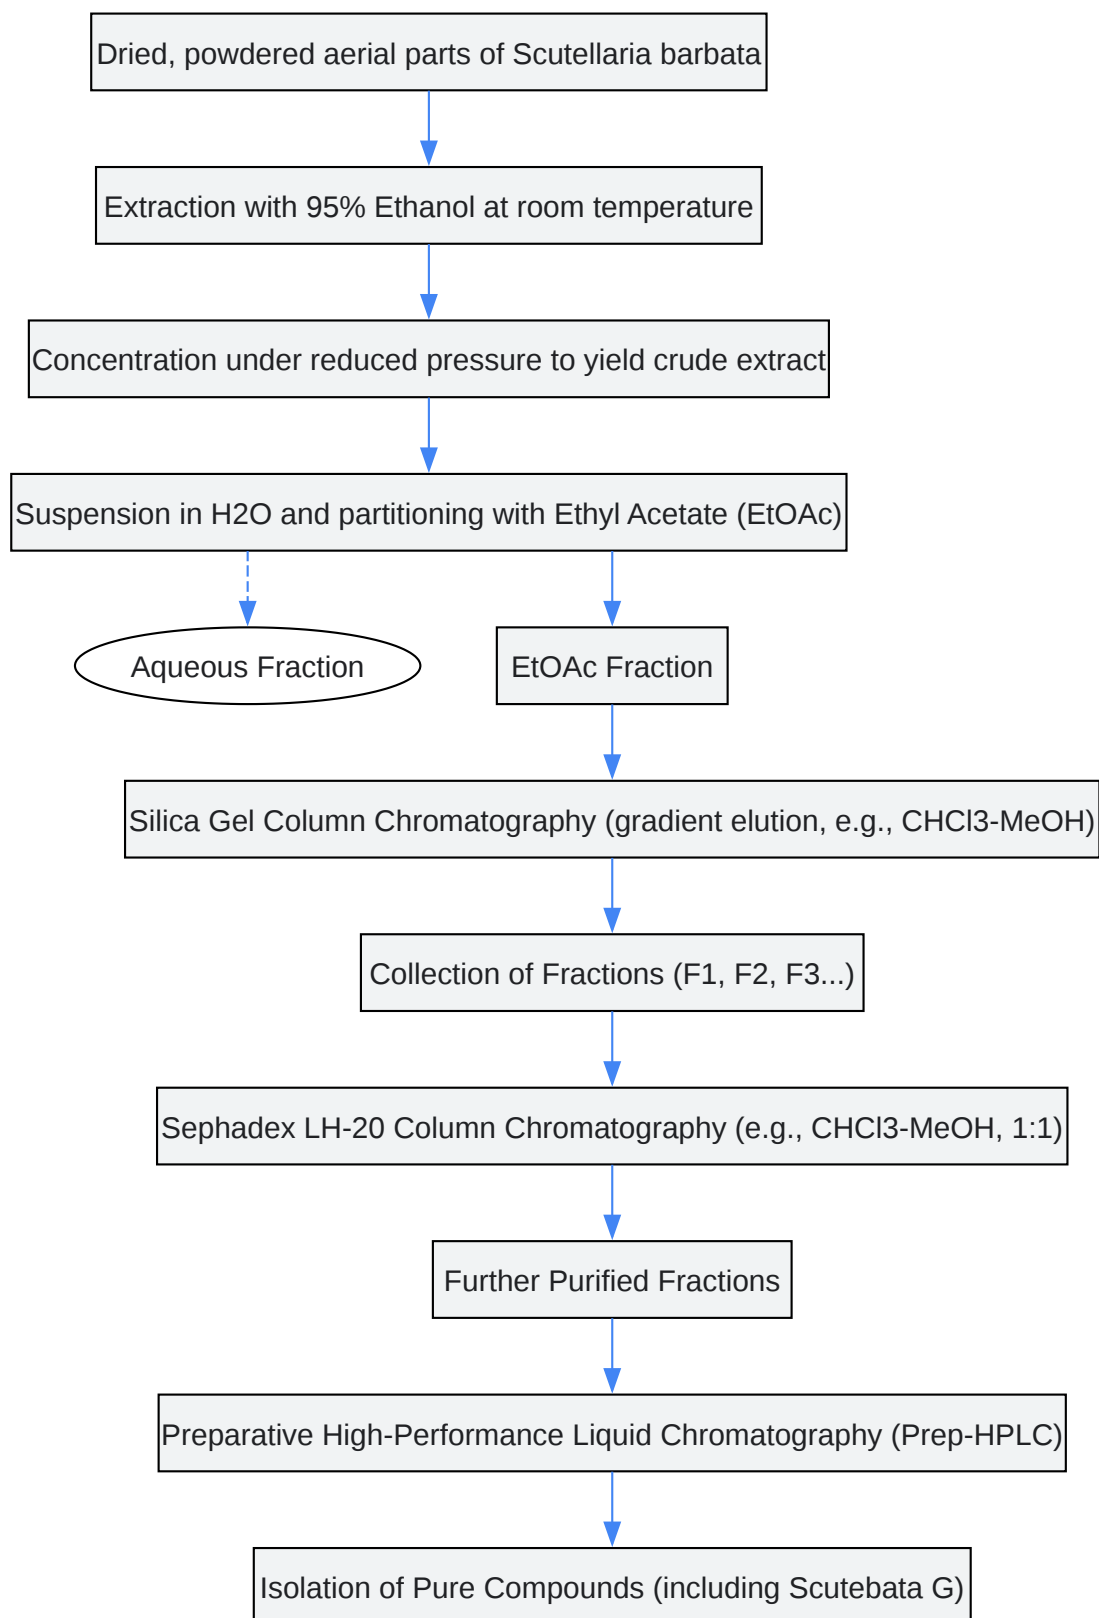 Dried, powdered aerial parts of Scutellaria barbata
Extraction with 95% Ethanol at room temperature
Concentration under reduced pressure to yield crude extract
Suspension in H2O and partitioning with Ethyl Acetate (EtOAc)
Aqueous Fraction
EtOAc Fraction
Silica Gel Column Chromatography (gradient elution, e.g., CHCl3-MeOH)
Collection of Fractions (F1, F2, F3...)
Sephadex LH-20 Column Chromatography (e.g., CHCl3-MeOH, 1:1)
Further Purified Fractions
Preparative High-Performance Liquid Chromatography (Prep-HPLC)
Isolation of Pure Compounds (including Scutebata G)